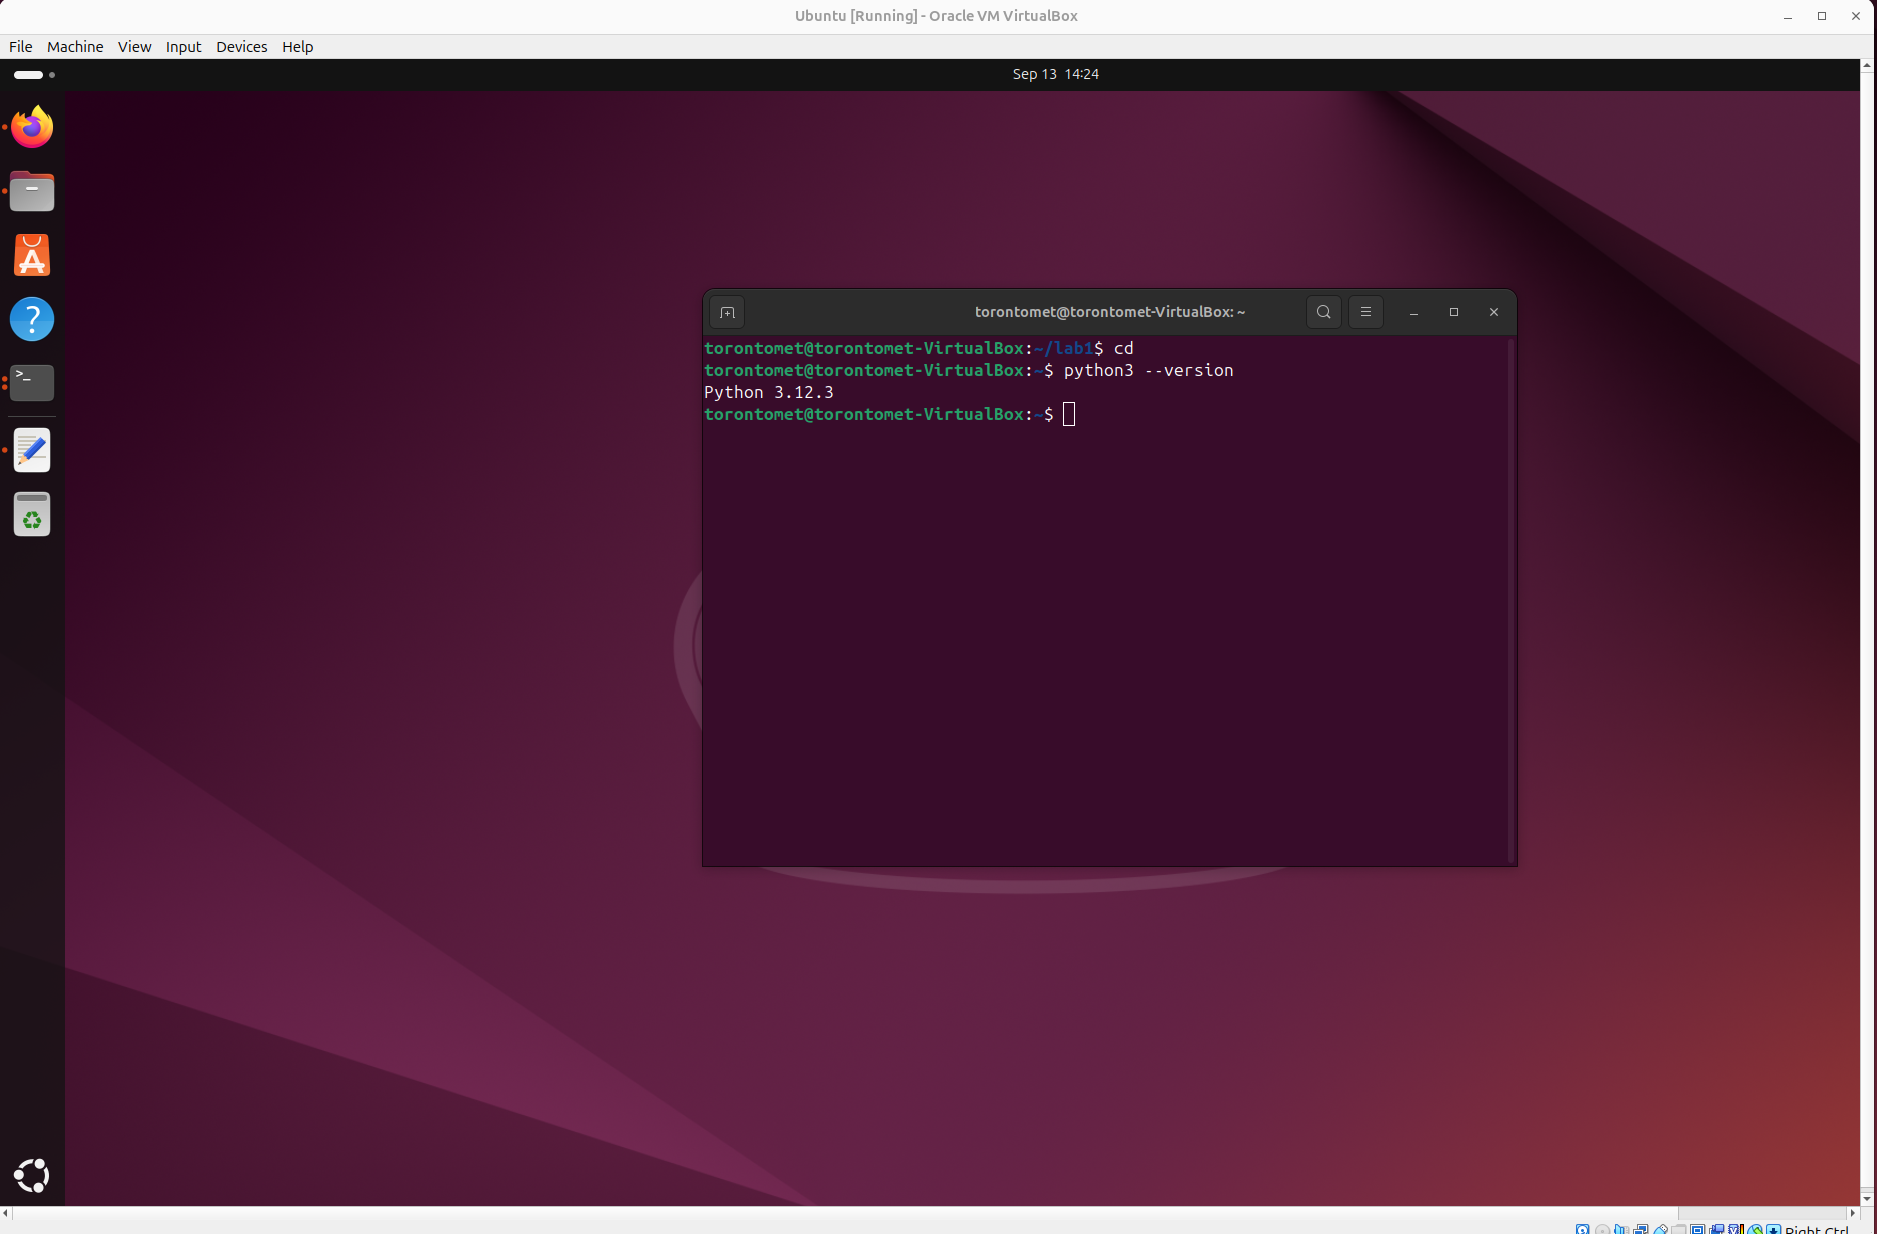 Ubuntu [Running] - Oracle VM VirtualBox
File Machine View Input Devices Help
Sep 13 14:24
torontomet@torontomet-VirtualBox: ~
torontomet@torontomet-VirtualBox:~/lab1$ cd
torontomet@torontomet-VirtualBox:~$ python3 --version
Python 3.12.3
torontomet@torontomet-VirtualBox:~$
Right Ctrl